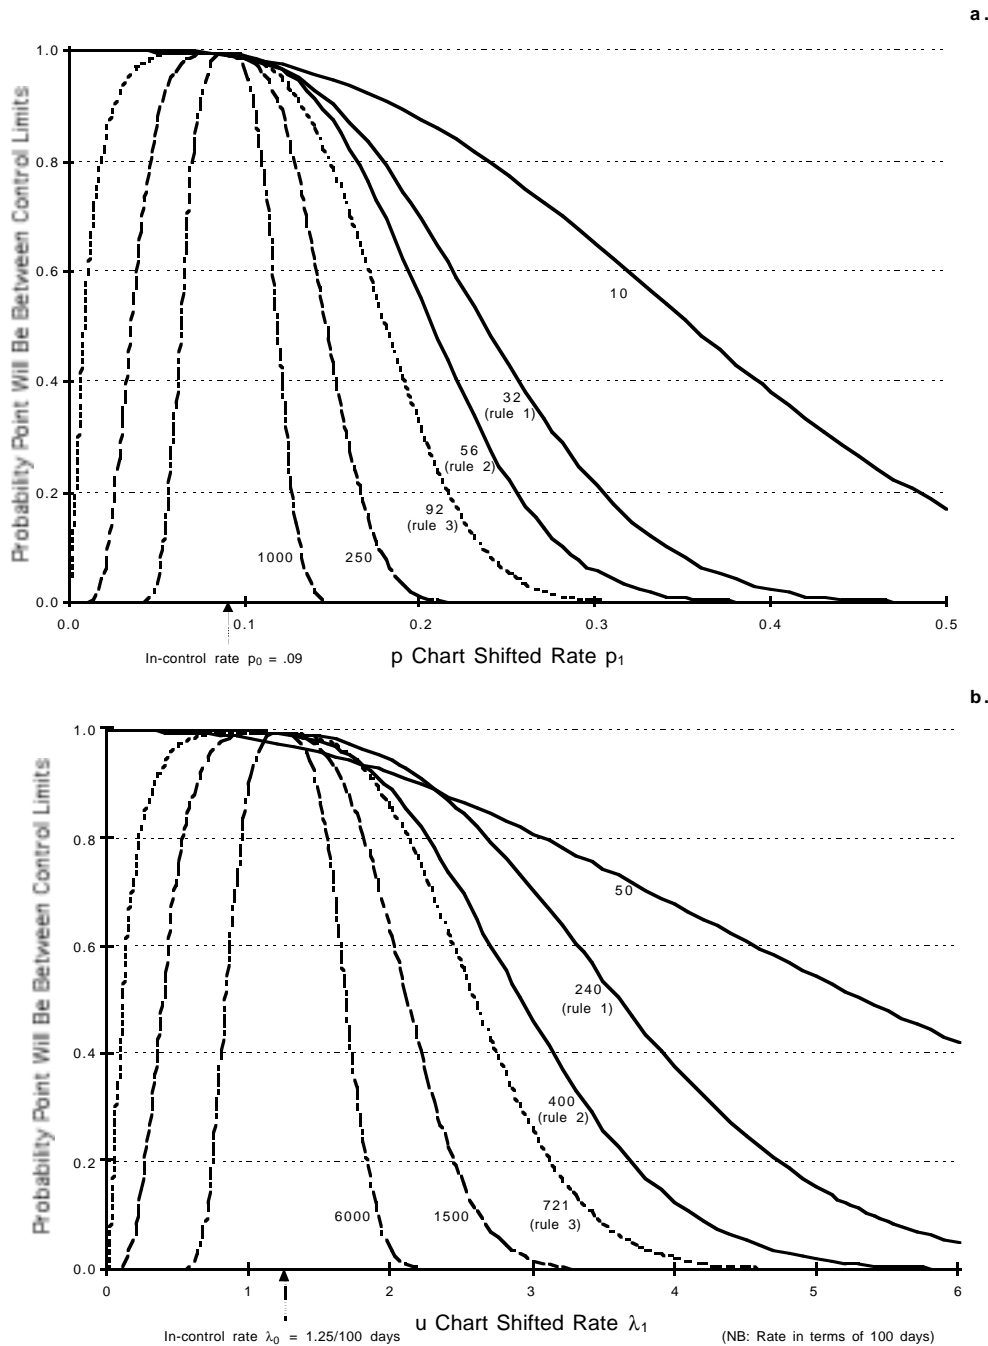 a.
Probability Point Will Be Between Control Limits
1.0
0.8
0.6
0.4
0.2
0.0
10
32
(rule 1)
56
(rule 2)
92
(rule 3)
1000
250
0.0
0.1
0.2
0.3
0.4
0.5
In-control rate p₀ = .09
p Chart Shifted Rate p₁
b.
Probability Point Will Be Between Control Limits
1.0
0.8
0.6
0.4
0.2
0.0
50
240
(rule 1)
400
(rule 2)
721
(rule 3)
6000
1500
0
1
2
3
4
5
6
In-control rate λ₀ = 1.25/100 days
u Chart Shifted Rate λ₁
(NB: Rate in terms of 100 days)